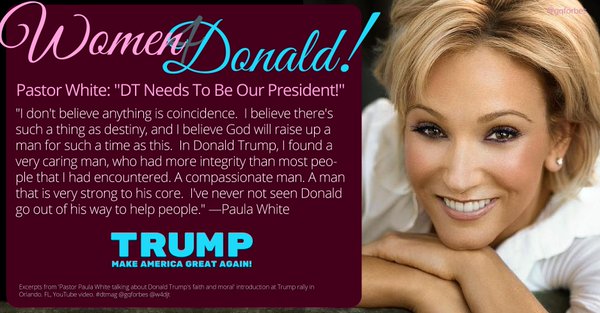 @gqforbes
Women4
Donald!
Pastor White: "DT Needs To Be Our President!"
"I don't believe anything is coincidence.  I believe there's
such a thing as destiny, and I believe God will raise up a
man for such a time as this.  In Donald Trump, I found a
very caring man, who had more integrity than most peo-
ple that I had encountered. A compassionate man. A man
that is very strong to his core.  I've never not seen Donald
go out of his way to help people." —Paula White
TRUMP
MAKE AMERICA GREAT AGAIN!
Excerpts from 'Pastor Paula White talking about Donald Trump's faith and moral' introduction at Trump rally in
Orlando, FL, YouTube video. #dtmag @gqforbes @w4djt